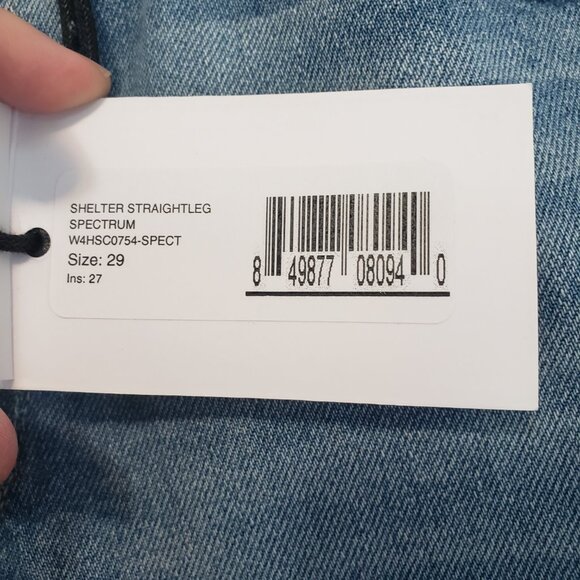 SHELTER STRAIGHTLEG
SPECTRUM
W4HSC0754-SPECT
Size: 29
Ins: 27
8 49877 08094 0